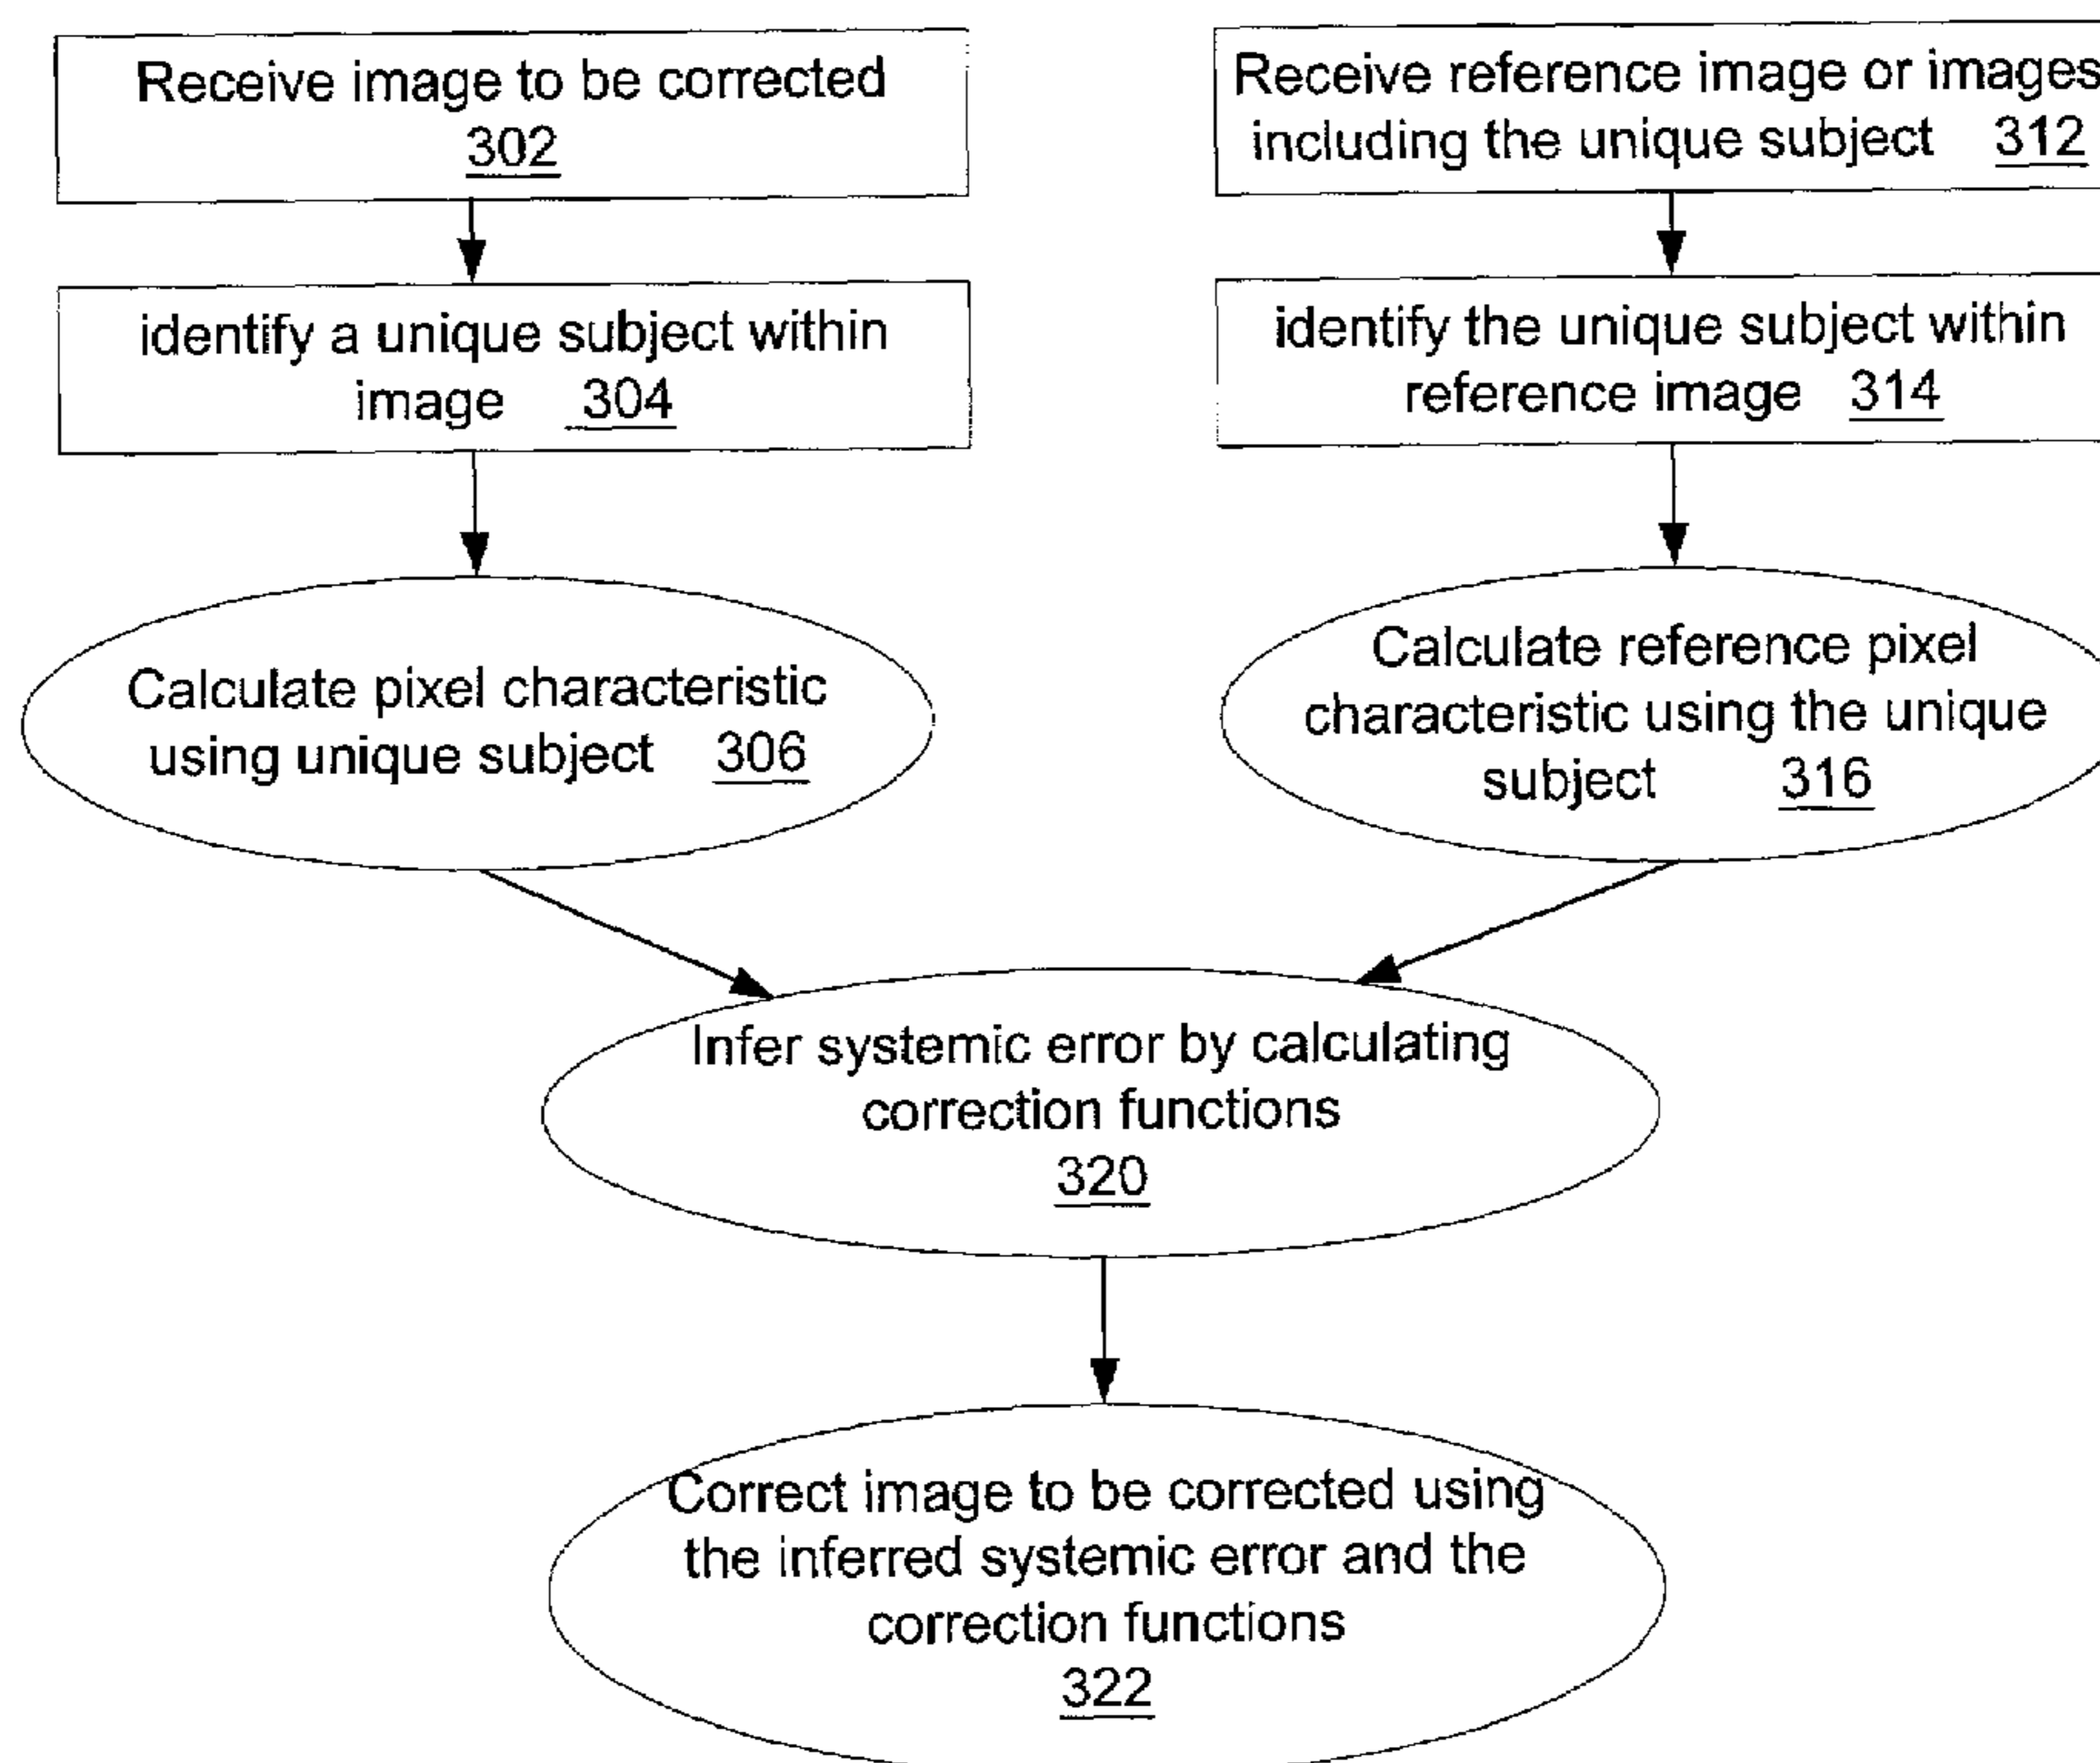 Receive image to be corrected
302
identify a unique subject within
image 304
Calculate pixel characteristic
using unique subject 306
Receive reference image or images
including the unique subject 312
identify the unique subject within
reference image 314
Calculate reference pixel
characteristic using the unique
subject 316
Infer systemic error by calculating
correction functions
320
Correct image to be corrected using
the inferred systemic error and the
correction functions
322